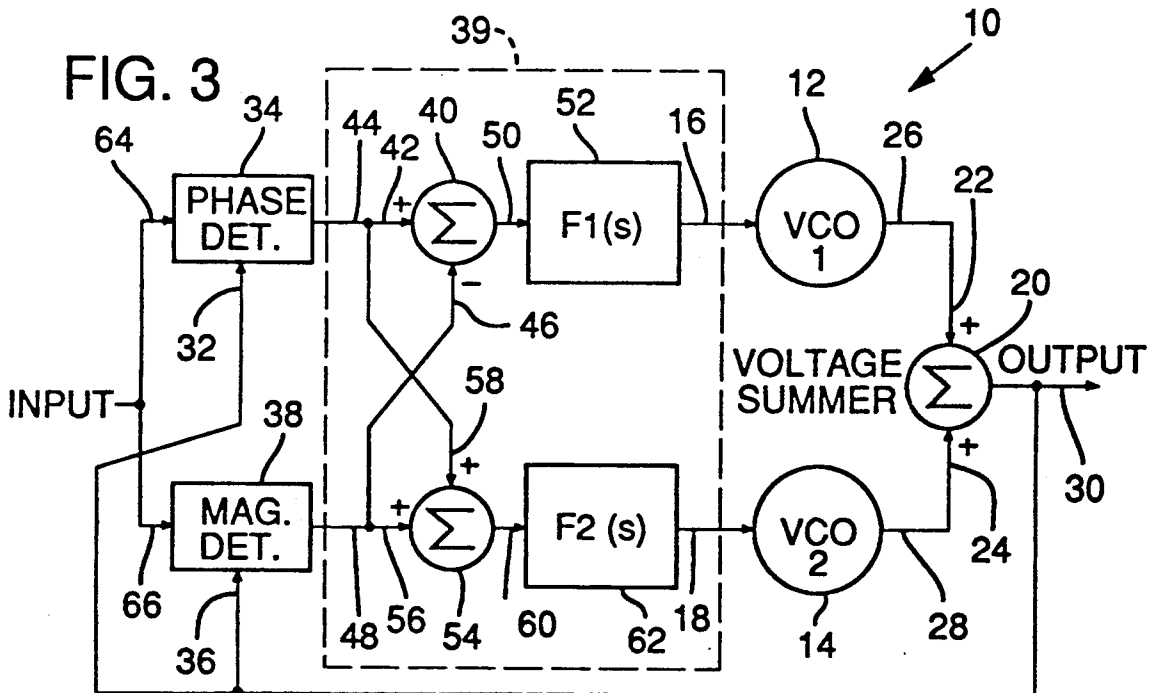 FIG. 3
39
10
64
34
44
42
40
50
52
16
12
26
22
20
PHASE
DET.
+
Σ
F1(s)
VCO
1
−
46
+
32
INPUT
VOLTAGE
SUMMER
Σ
OUTPUT
38
58
+
+
30
MAG.
DET.
+
Σ
F2 (s)
VCO
2
24
66
36
48
56
54
60
62
18
14
28